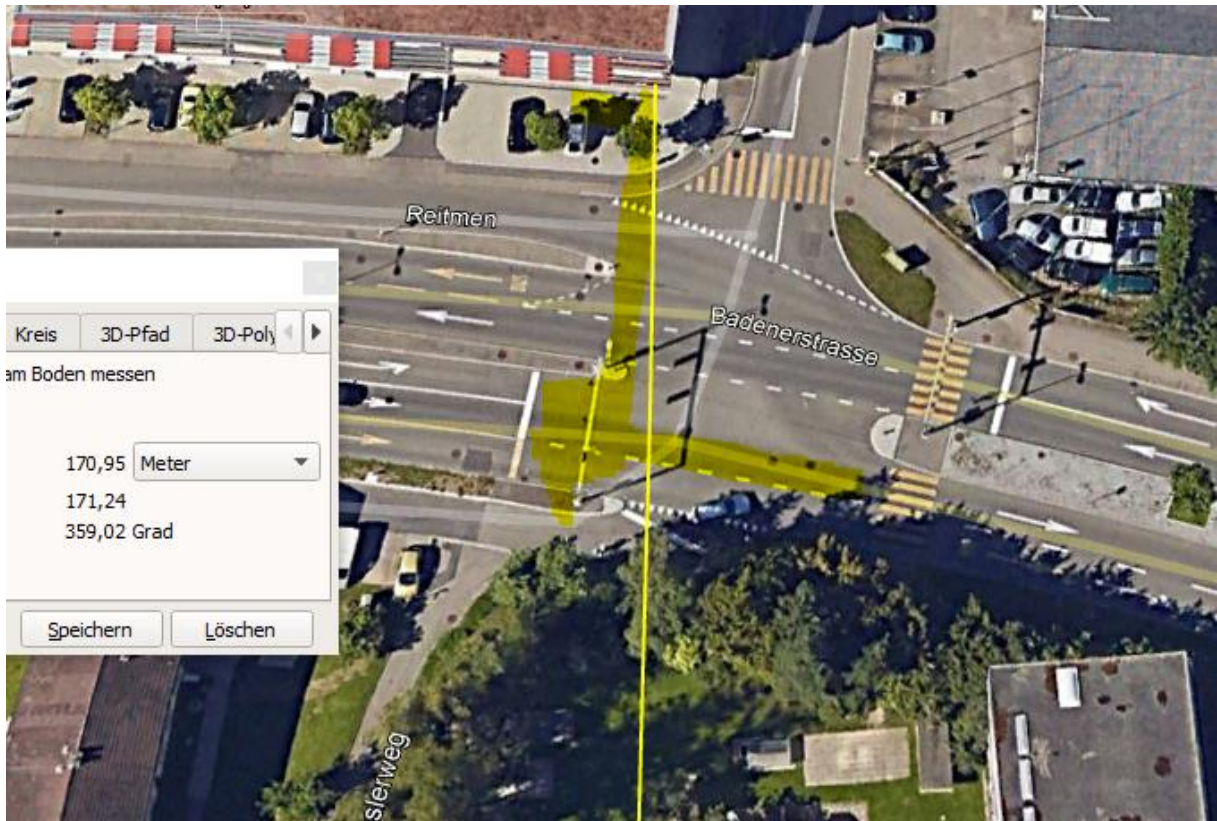 Reitmen
Badenerstrasse
Kreis 3D-Pfad 3D-Poly
am Boden messen
170,95 Meter
171,24
359,02 Grad
Speichern Löschen
slerweg